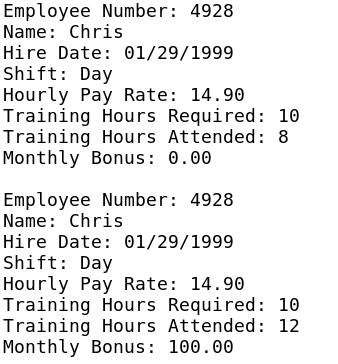 Employee Number: 4928
Name: Chris
Hire Date: 01/29/1999
Shift: Day
Hourly Pay Rate: 14.90
Training Hours Required: 10
Training Hours Attended: 8
Monthly Bonus: 0.00

Employee Number: 4928
Name: Chris
Hire Date: 01/29/1999
Shift: Day
Hourly Pay Rate: 14.90
Training Hours Required: 10
Training Hours Attended: 12
Monthly Bonus: 100.00